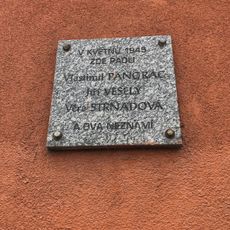 V KVĚTNU 1945
ZDE PADLI
Vlastimil PANGRÁC
Jiří VESELÝ
Věra STRNADOVÁ
A DVA NEZNÁMÍ